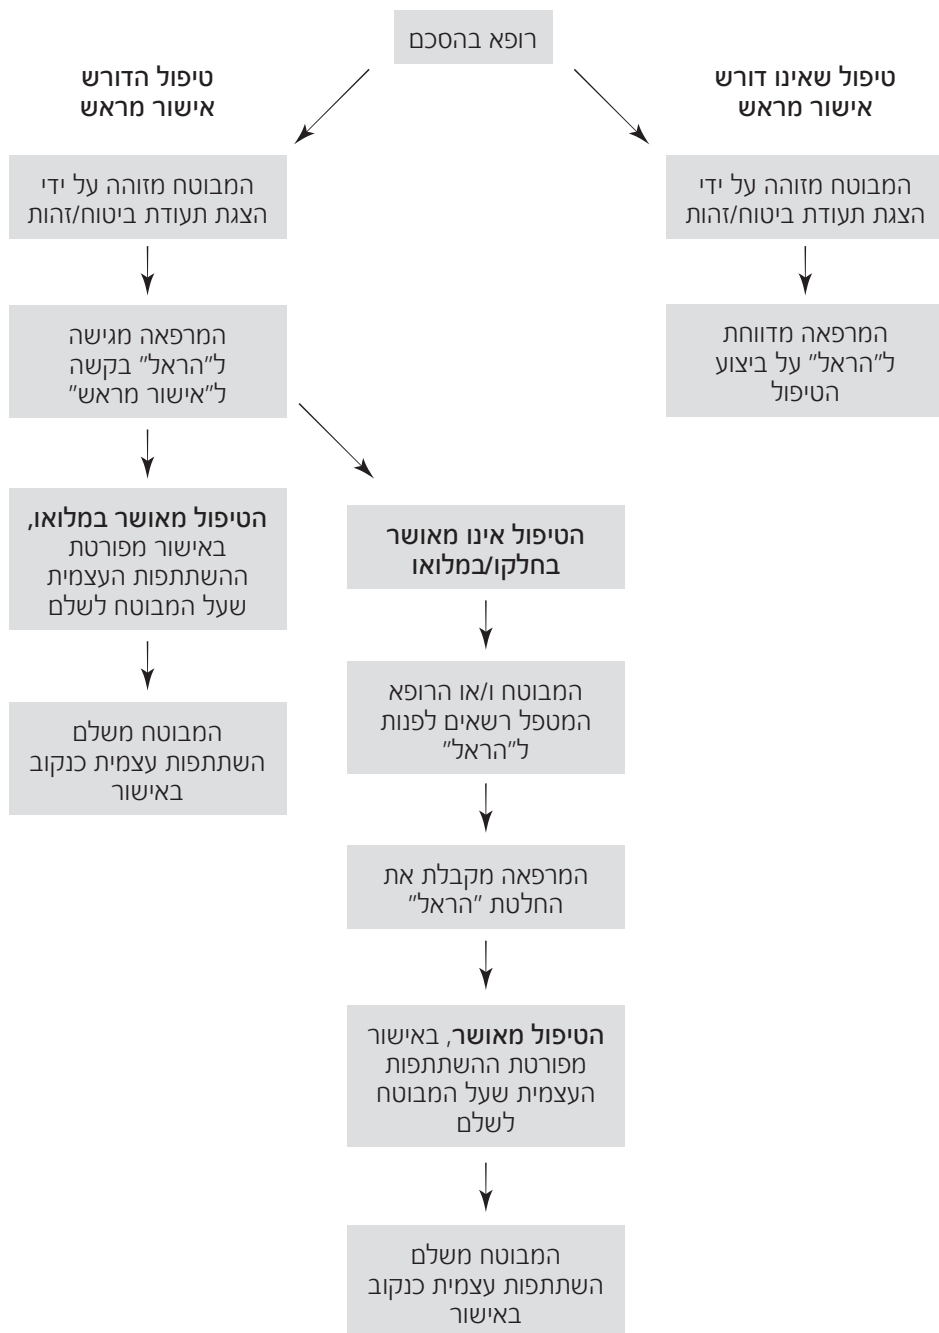 רופא בהסכם
טיפול שאינו דורש
אישור מראש
המבוטח מזוהה על ידי
הצגת תעודת ביטוח/זהות
המרפאה מדווחת
ל"הראל" על ביצוע
הטיפול
טיפול הדורש
אישור מראש
המבוטח מזוהה על ידי
הצגת תעודת ביטוח/זהות
המרפאה מגישה
ל"הראל" בקשה
ל"אישור מראש"
הטיפול מאושר במלואו,
באישור מפורטת
ההשתתפות העצמית
שעל המבוטח לשלם
המבוטח משלם
השתתפות עצמית כנקוב
באישור
הטיפול אינו מאושר
בחלקו/במלואו
המבוטח ו/או הרופא
המטפל רשאים לפנות
ל"הראל"
המרפאה מקבלת את
החלטת "הראל"
הטיפול מאושר, באישור
מפורטת ההשתתפות
העצמית שעל המבוטח
לשלם
המבוטח משלם
השתתפות עצמית כנקוב
באישור